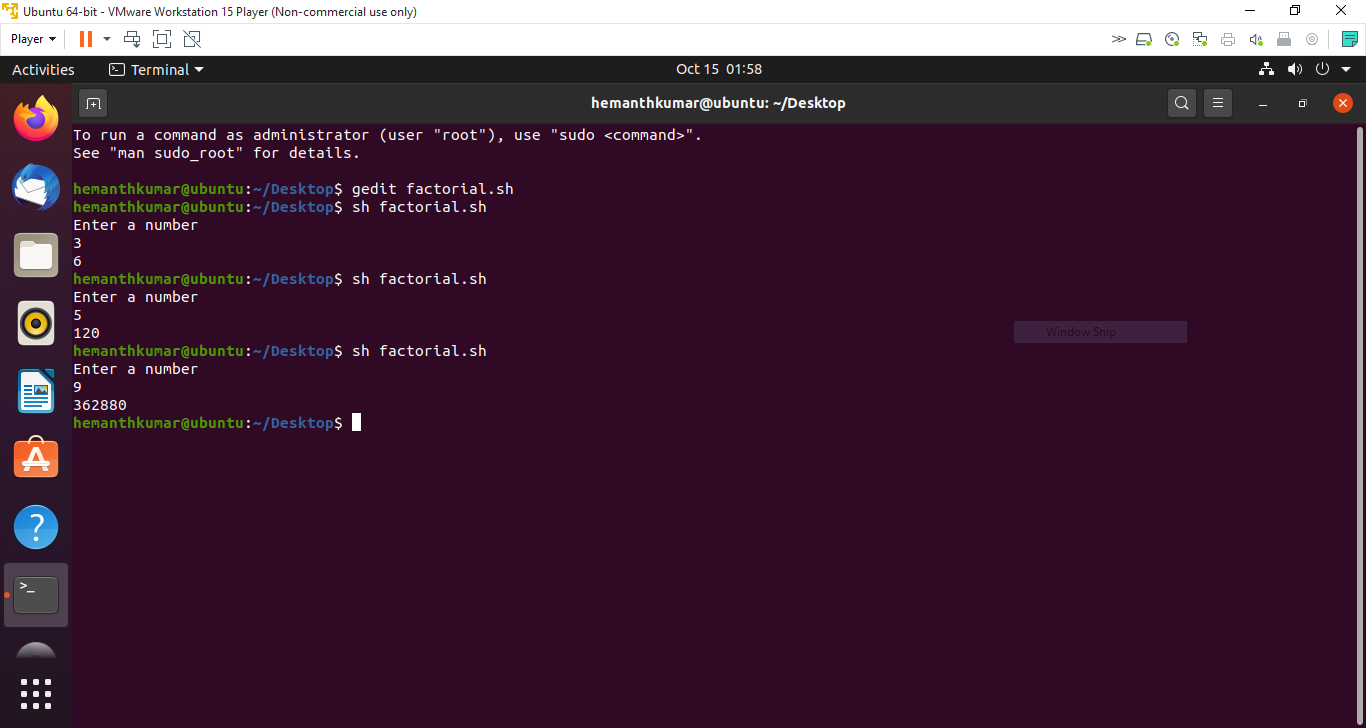 Ubuntu 64-bit - VMware Workstation 15 Player (Non-commercial use only)
Player
Activities
Terminal
Oct 15 01:58
hemanthkumar@ubuntu: ~/Desktop
To run a command as administrator (user "root"), use "sudo <command>".
See "man sudo_root" for details.
hemanthkumar@ubuntu:~/Desktop$ gedit factorial.sh
hemanthkumar@ubuntu:~/Desktop$ sh factorial.sh
Enter a number
3
6
hemanthkumar@ubuntu:~/Desktop$ sh factorial.sh
Enter a number
5
120
hemanthkumar@ubuntu:~/Desktop$ sh factorial.sh
Enter a number
9
362880
hemanthkumar@ubuntu:~/Desktop$
Window Snip